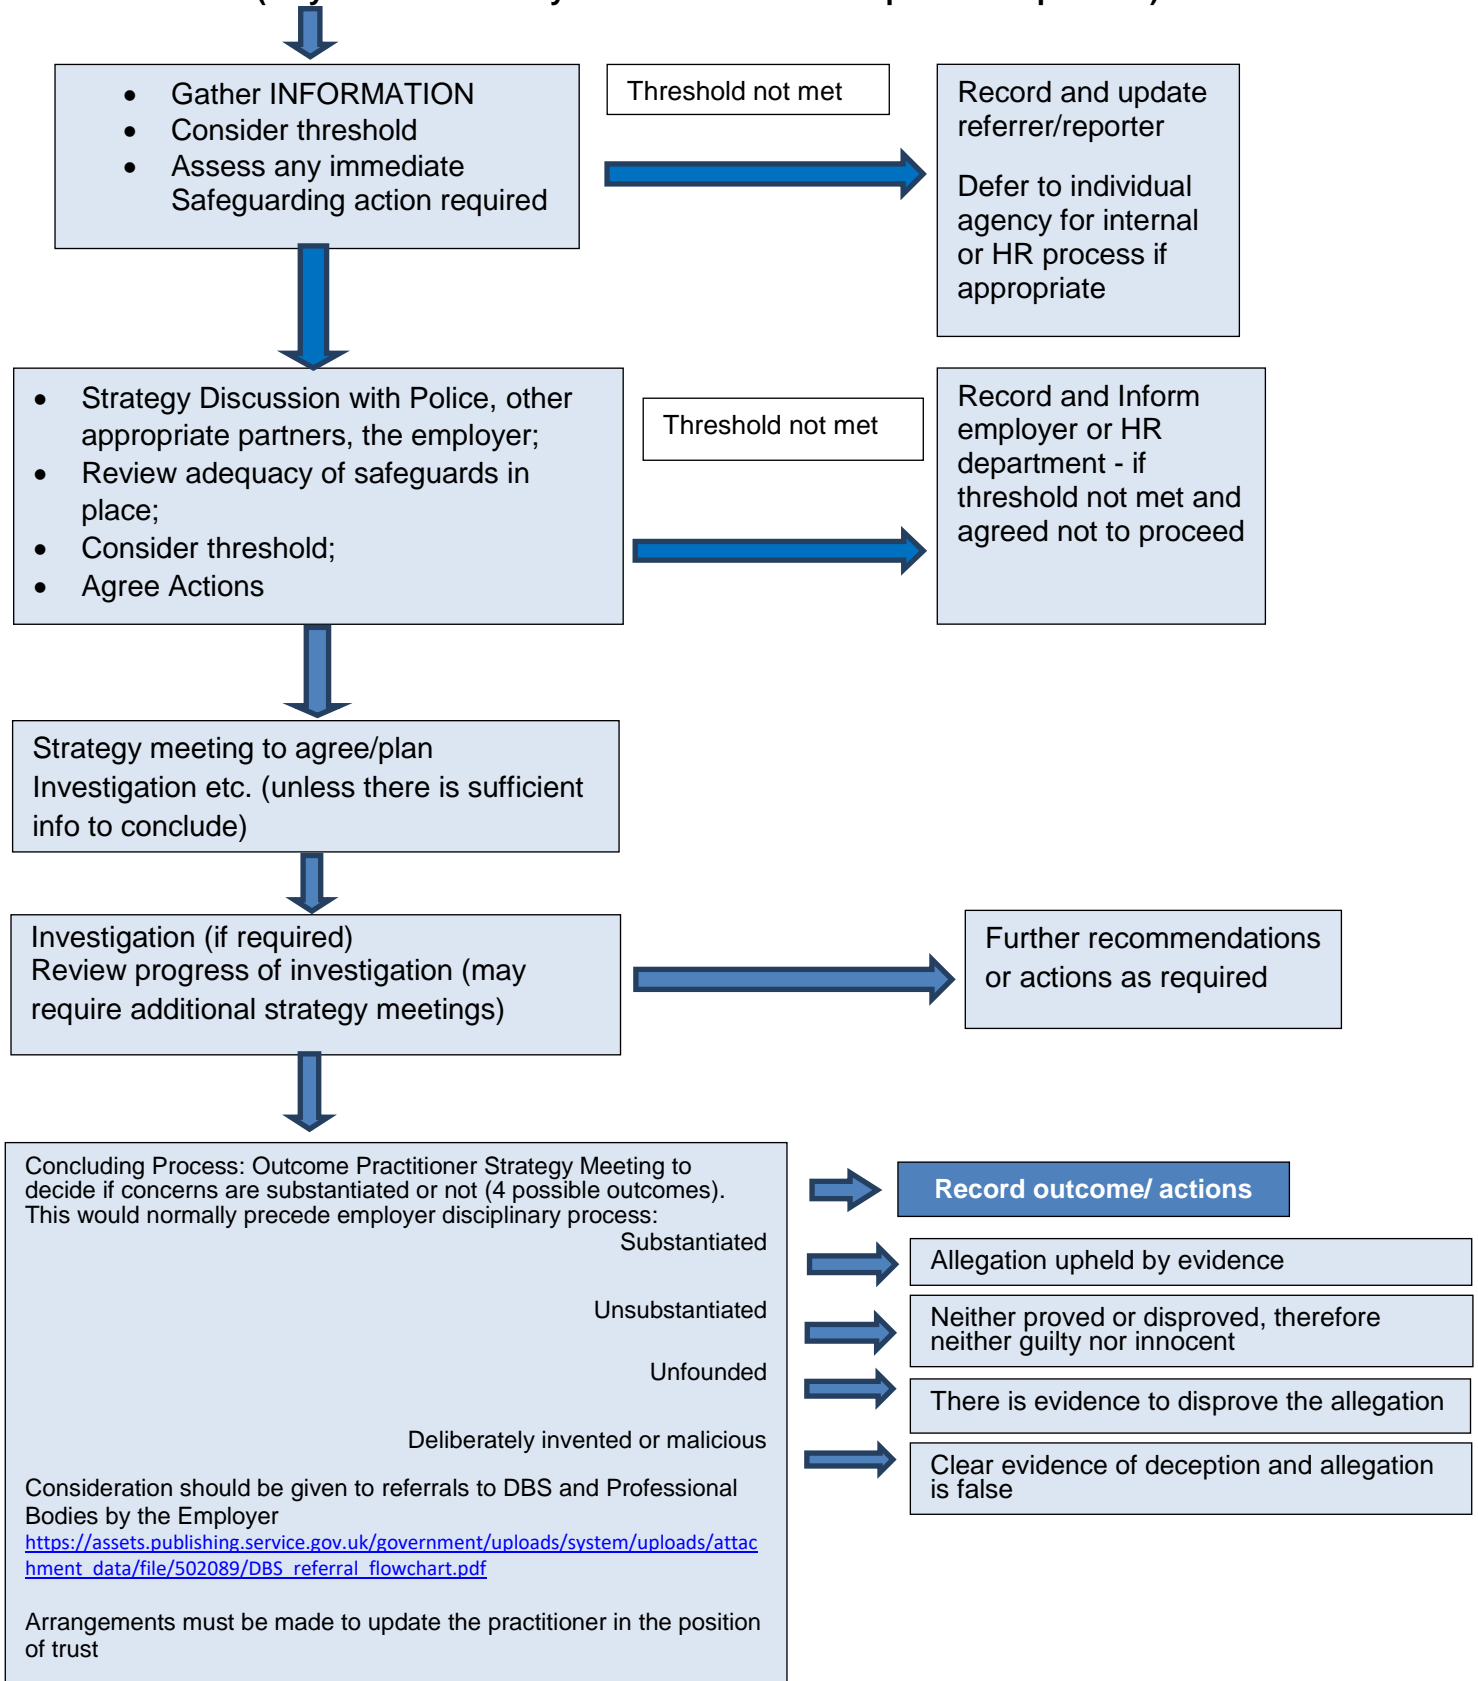 • Gather INFORMATION
• Consider threshold
• Assess any immediate
Safeguarding action required
Threshold not met
Record and update
referrer/reporter
Defer to individual
agency for internal
or HR process if
appropriate
• Strategy Discussion with Police, other
appropriate partners, the employer;
• Review adequacy of safeguards in
place;
• Consider threshold;
• Agree Actions
Threshold not met
Record and Inform
employer or HR
department - if
threshold not met and
agreed not to proceed
Strategy meeting to agree/plan
Investigation etc. (unless there is sufficient
info to conclude)
Investigation (if required)
Review progress of investigation (may
require additional strategy meetings)
Further recommendations
or actions as required
Concluding Process: Outcome Practitioner Strategy Meeting to
decide if concerns are substantiated or not (4 possible outcomes).
This would normally precede employer disciplinary process:
Record outcome/ actions
Substantiated
Allegation upheld by evidence
Unsubstantiated
Neither proved or disproved, therefore
neither guilty nor innocent
Unfounded
There is evidence to disprove the allegation
Deliberately invented or malicious
Clear evidence of deception and allegation
is false
Consideration should be given to referrals to DBS and Professional
Bodies by the Employer
https://assets.publishing.service.gov.uk/government/uploads/system/uploads/attac
hment_data/file/502089/DBS_referral_flowchart.pdf
Arrangements must be made to update the practitioner in the position
of trust